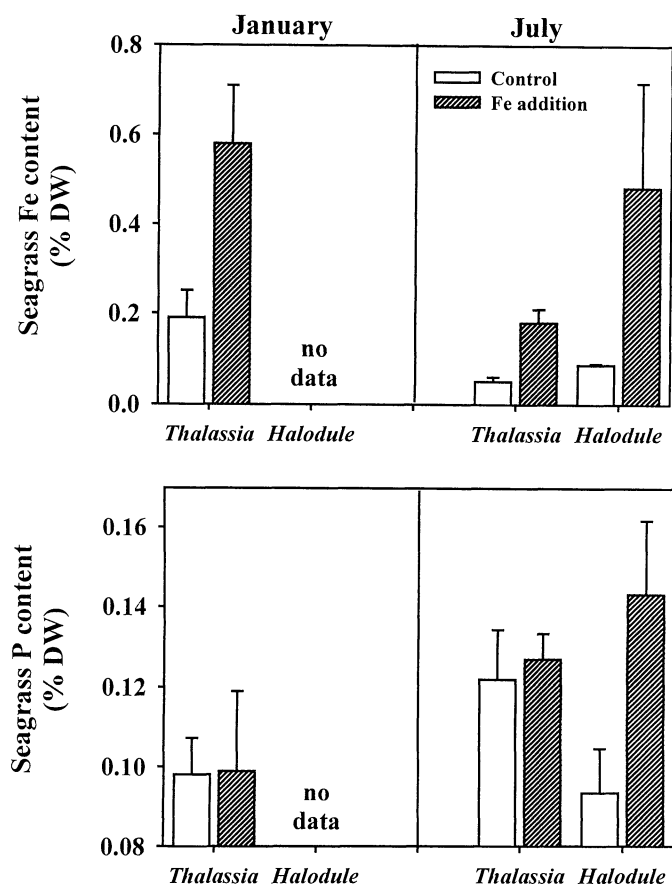 January July
0.8
Control
Fe addition
0.6
0.4
0.2
0.0
Seagrass Fe content
(% DW)
no
data
Thalassia Halodule Thalassia Halodule
0.16
0.14
0.12
0.10
0.08
Seagrass P content
(% DW)
no
data
Thalassia Halodule Thalassia Halodule